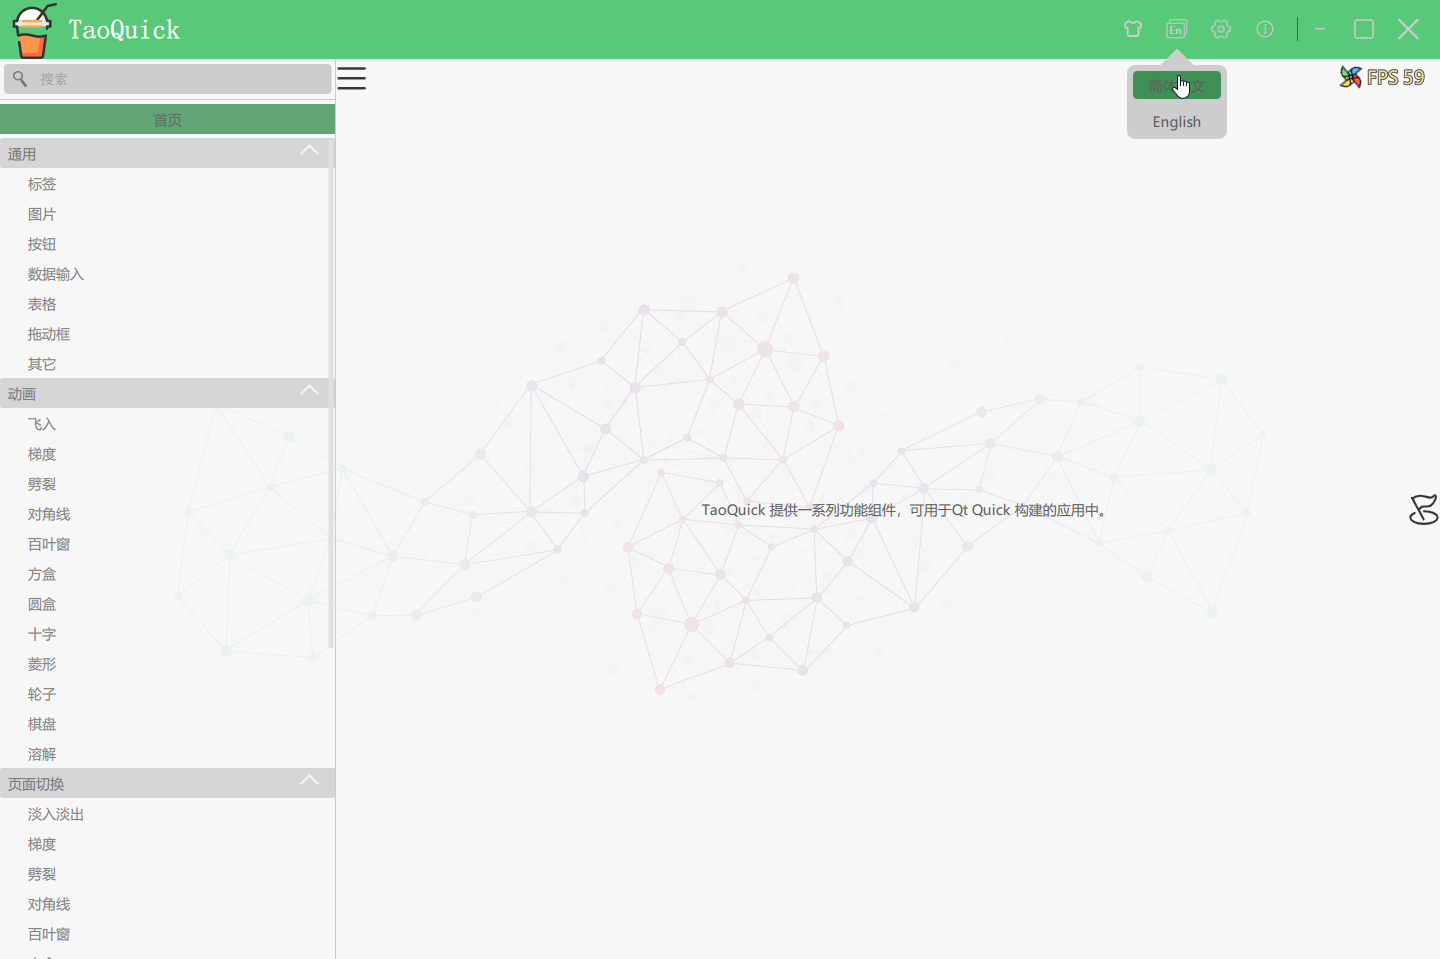 TaoQuick
En
搜索
FPS 59
简体中文
English
首页
通用
标签
图片
按钮
数据输入
表格
拖动框
其它
动画
飞入
梯度
劈裂
对角线
百叶窗
TaoQuick 提供一系列功能组件，可用于Qt Quick 构建的应用中。
方盒
圆盒
十字
菱形
轮子
棋盘
溶解
页面切换
淡入淡出
梯度
劈裂
对角线
百叶窗